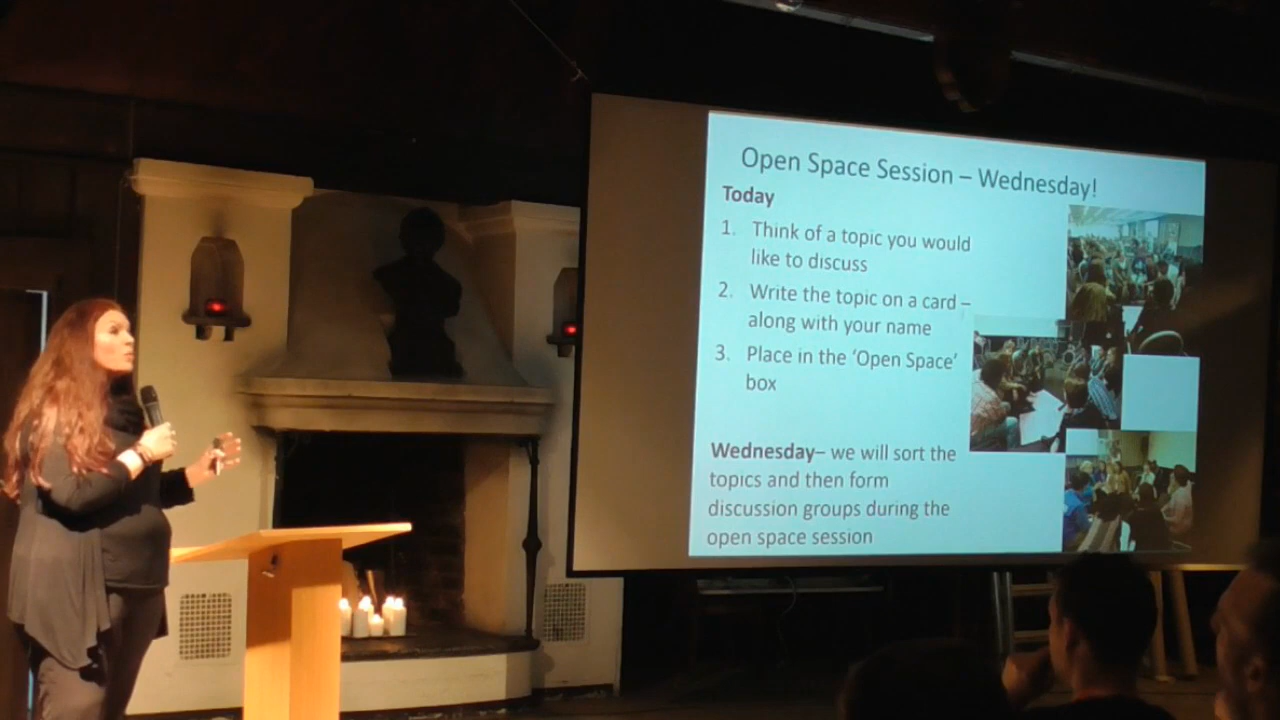 Open Space Session – Wednesday!
Today
1. Think of a topic you would
like to discuss
2. Write the topic on a card –
along with your name
3. Place in the ‘Open Space’
box
Wednesday– we will sort the
topics and then form
discussion groups during the
open space session